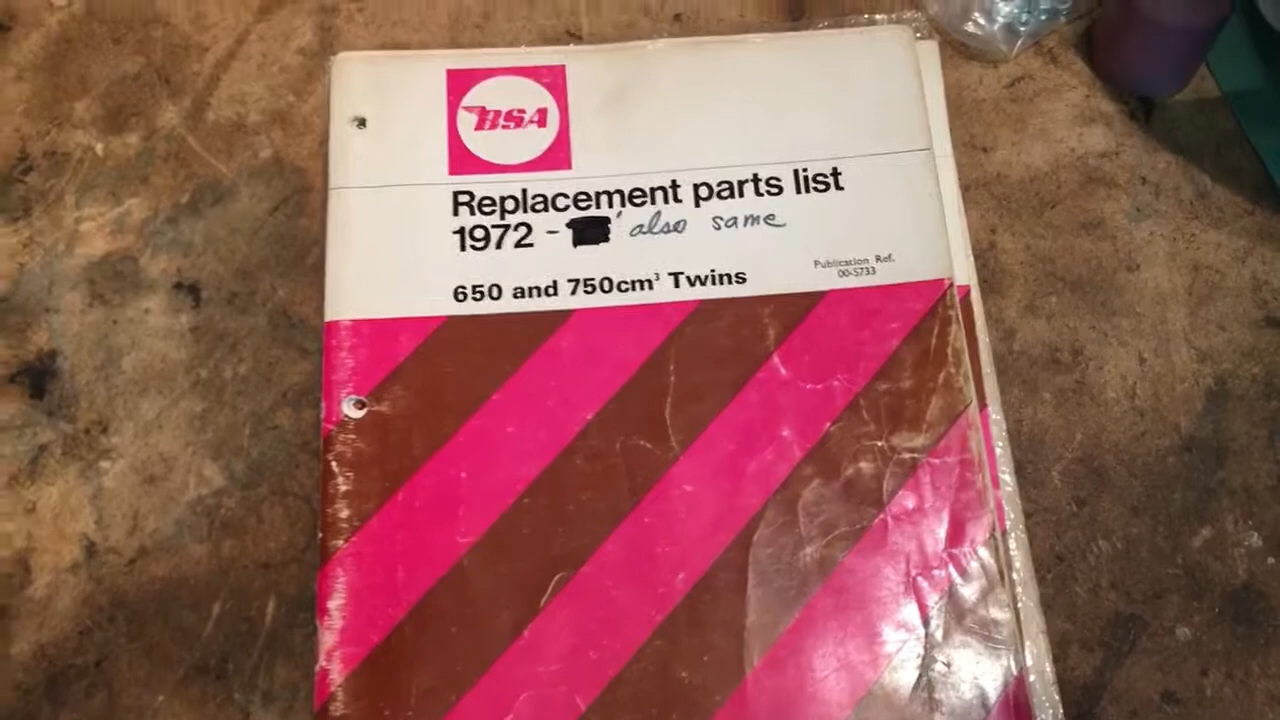 BSA
Replacement parts list
1972 - also same
650 and 750cm³ Twins
Publication Ref.
00-5733